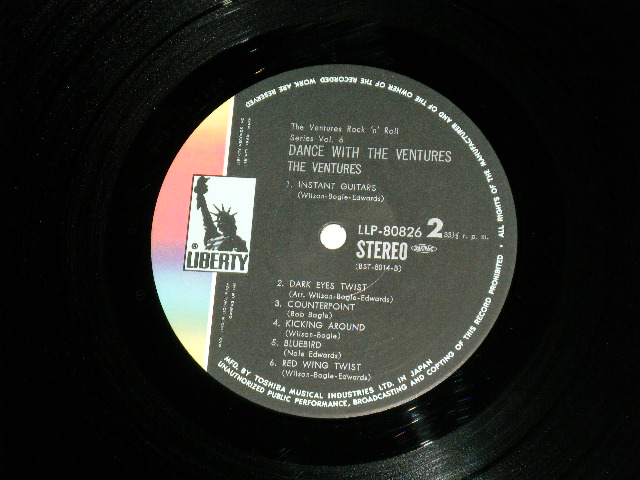 ALL RIGHTS OF THE MANUFACTURER AND OF THE OWNER OF THE RECORDED WORK ARE RESERVED
The Ventures Rock 'n' Roll
Series Vol. 6
DANCE WITH THE VENTURES
THE VENTURES
1. INSTANT GUITARS
(Wilson-Bogle-Edwards)
LIBERTY
LLP-80826 2 33⅓ r. p. m.
STEREO
(BST-8014-B)
2. DARK EYES TWIST
(Arr. Wilson-Bogle-Edwards)
3. COUNTERPOINT
(Bob Bogle)
4. KICKING AROUND
(Wilson-Bogle)
5. BLUEBIRD
(Nole Edwards)
6. RED WING TWIST
(Wilson-Bogle-Edwards)
MFD. BY TOSHIBA MUSICAL INDUSTRIES LTD. IN JAPAN
UNAUTHORIZED PUBLIC PERFORMANCE, BROADCASTING AND COPYING OF THIS RECORD PROHIBITED